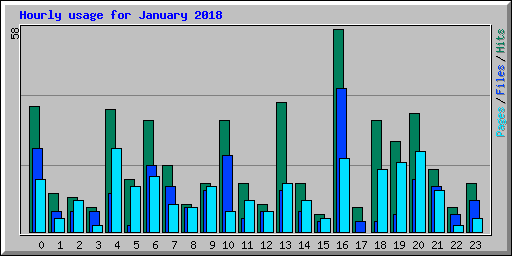 Hourly usage for January 2018
58
Pages / Files / Hits
0 1 2 3 4 5 6 7 8 9 10 11 12 13 14 15 16 17 18 19 20 21 22 23